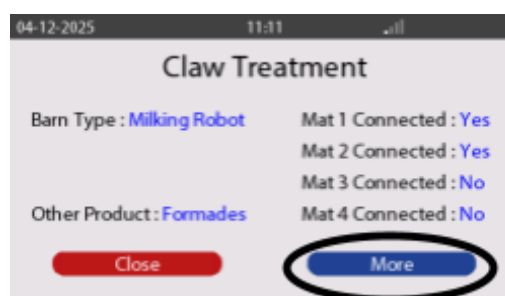 04-12-2025 11:11
Claw Treatment
Barn Type : Milking Robot Mat 1 Connected : Yes
Mat 2 Connected : Yes
Mat 3 Connected : No
Other Product : Formades Mat 4 Connected : No
Close More